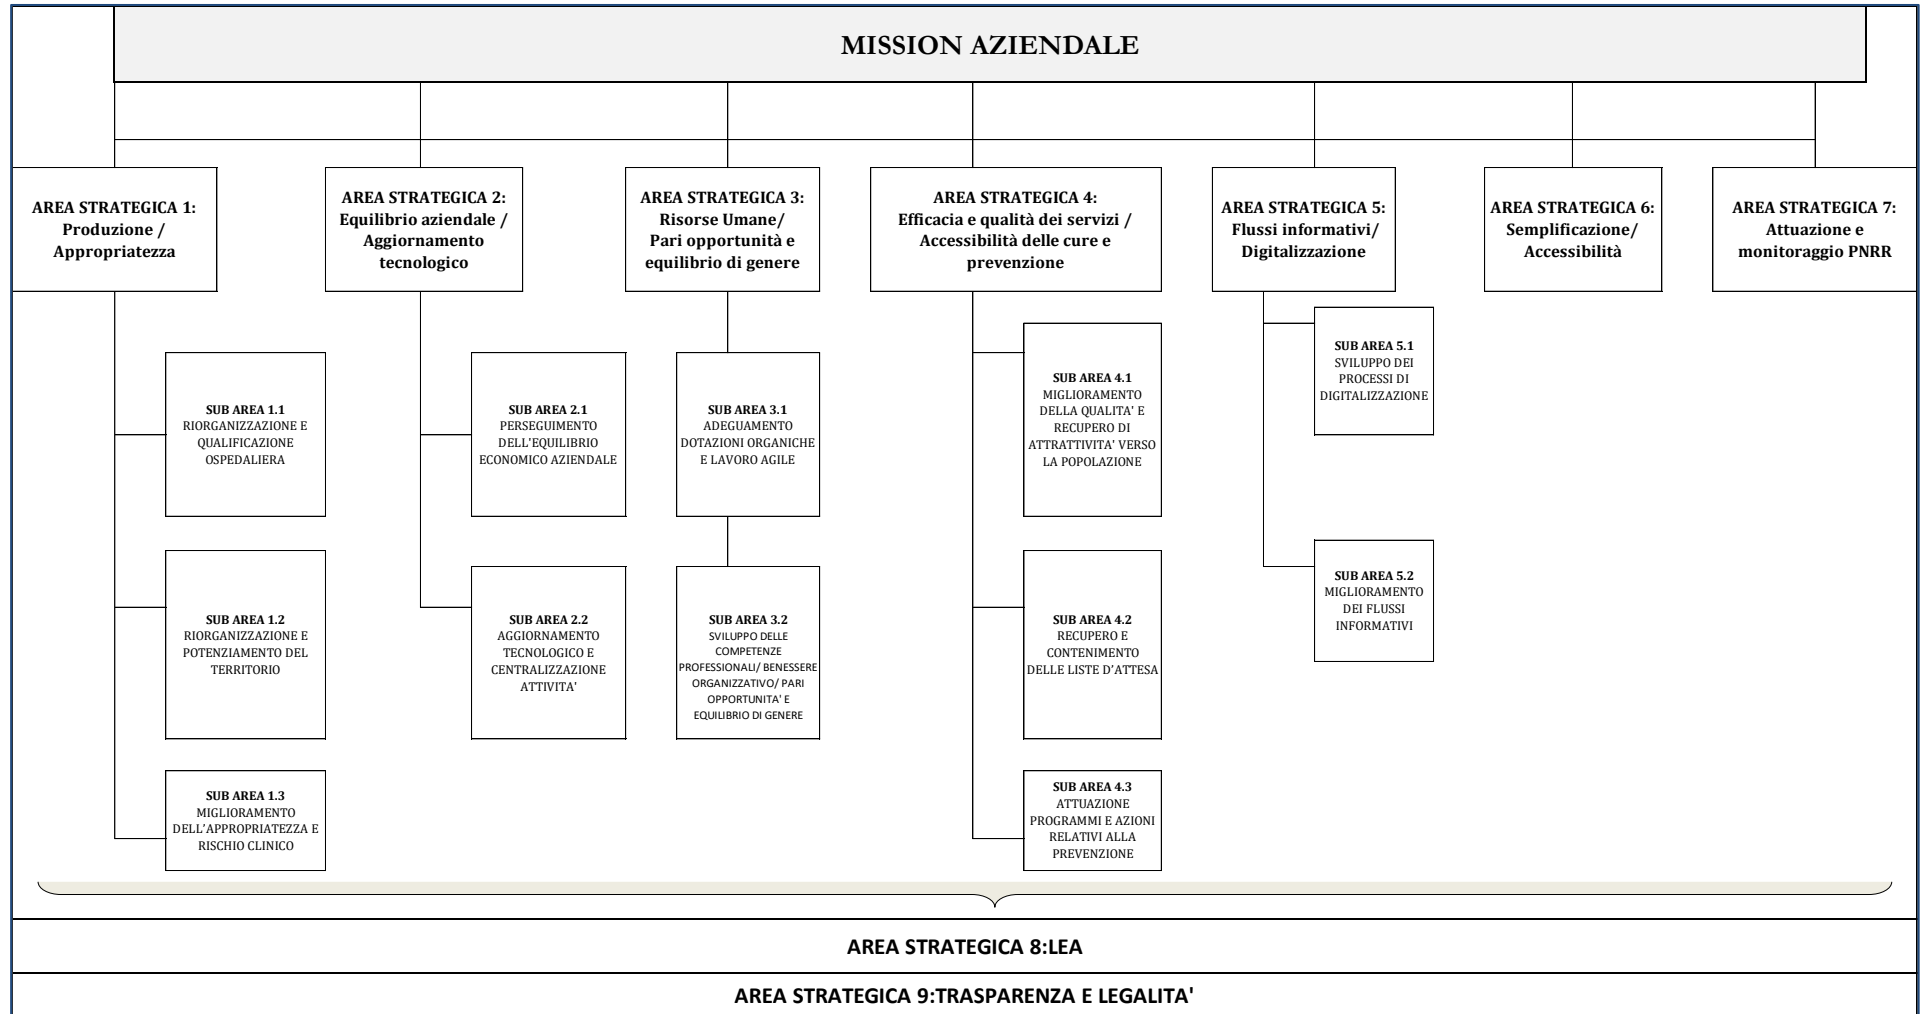 MISSION AZIENDALE
AREA STRATEGICA 1:
Produzione /
Appropriatezza
AREA STRATEGICA 2:
Equilibrio aziendale /
Aggiornamento
tecnologico
AREA STRATEGICA 3:
Risorse Umane/
Pari opportunità e
equilibrio di genere
AREA STRATEGICA 4:
Efficacia e qualità dei servizi /
Accessibilità delle cure e
prevenzione
AREA STRATEGICA 5:
Flussi informativi/
Digitalizzazione
AREA STRATEGICA 6:
Semplificazione/
Accessibilità
AREA STRATEGICA 7:
Attuazione e
monitoraggio PNRR
SUB AREA 1.1
RIORGANIZZAZIONE E
QUALIFICAZIONE
OSPEDALIERA
SUB AREA 2.1
PERSEGUIMENTO
DELL'EQUILIBRIO
ECONOMICO AZIENDALE
SUB AREA 3.1
ADEGUAMENTO
DOTAZIONI ORGANICHE
E LAVORO AGILE
SUB AREA 4.1
MIGLIORAMENTO
DELLA QUALITA' E
RECUPERO DI
ATTRATTIVITA' VERSO
LA POPOLAZIONE
SUB AREA 5.1
SVILUPPO DEI
PROCESSI DI
DIGITALIZZAZIONE
SUB AREA 1.2
RIORGANIZZAZIONE E
POTENZIAMENTO DEL
TERRITORIO
SUB AREA 2.2
AGGIORNAMENTO
TECNOLOGICO E
CENTRALIZZAZIONE
ATTIVITA'
SUB AREA 3.2
SVILUPPO DELLE
COMPETENZE
PROFESSIONALI/ BENESSERE
ORGANIZZATIVO/ PARI
OPPORTUNITA' E
EQUILIBRIO DI GENERE
SUB AREA 4.2
RECUPERO E
CONTENIMENTO
DELLE LISTE D'ATTESA
SUB AREA 5.2
MIGLIORAMENTO
DEI FLUSSI
INFORMATIVI
SUB AREA 1.3
MIGLIORAMENTO
DELL'APPROPRIATEZZA E
RISCHIO CLINICO
SUB AREA 4.3
ATTUAZIONE
PROGRAMMI E AZIONI
RELATIVI ALLA
PREVENZIONE
AREA STRATEGICA 8:LEA
AREA STRATEGICA 9:TRASPARENZA E LEGALITA'